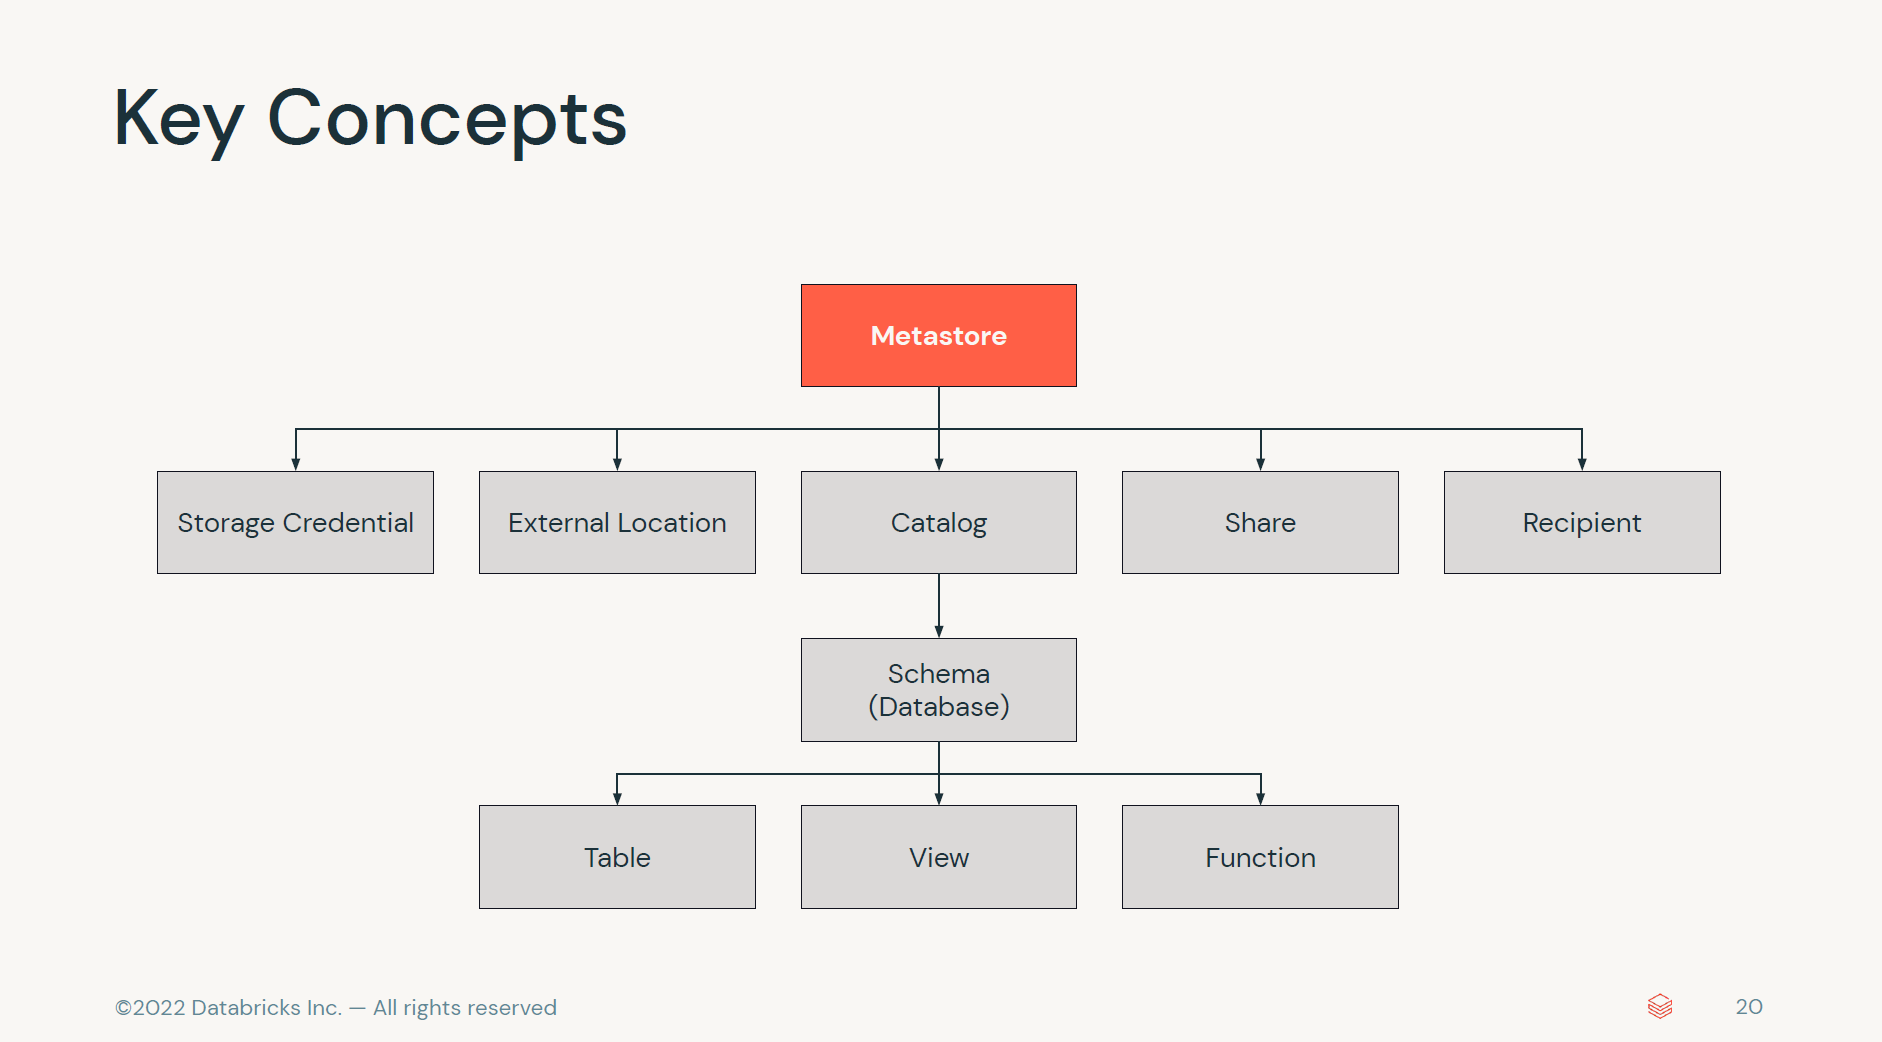 Key Concepts
Metastore
Storage Credential
External Location
Catalog
Share
Recipient
Schema
(Database)
Table
View
Function
©2022 Databricks Inc. — All rights reserved
20